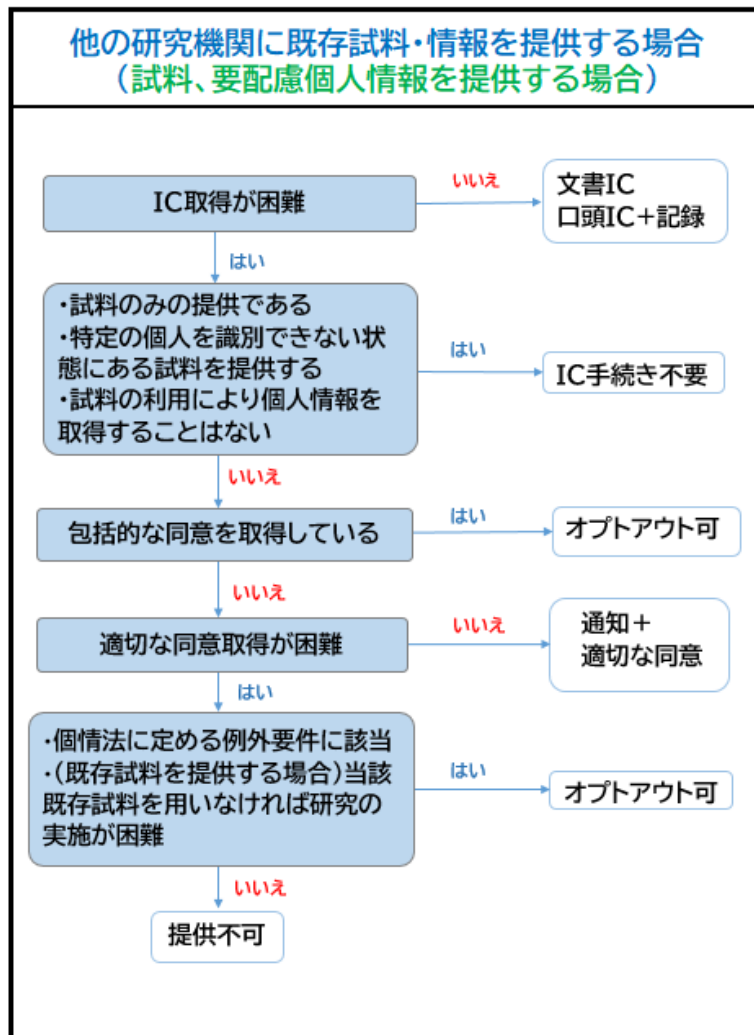 他の研究機関に既存試料・情報を提供する場合
（試料、要配慮個人情報を提供する場合）
IC取得が困難
いいえ
文書IC
口頭IC＋記録
はい
・試料のみの提供である
・特定の個人を識別できない状
態にある試料を提供する
・試料の利用により個人情報を
取得することはない
はい
IC手続き不要
いいえ
包括的な同意を取得している
はい
オプトアウト可
いいえ
適切な同意取得が困難
いいえ
通知＋
適切な同意
はい
・個情法に定める例外要件に該当
・（既存試料を提供する場合）当該
既存試料を用いなければ研究の
実施が困難
はい
オプトアウト可
いいえ
提供不可